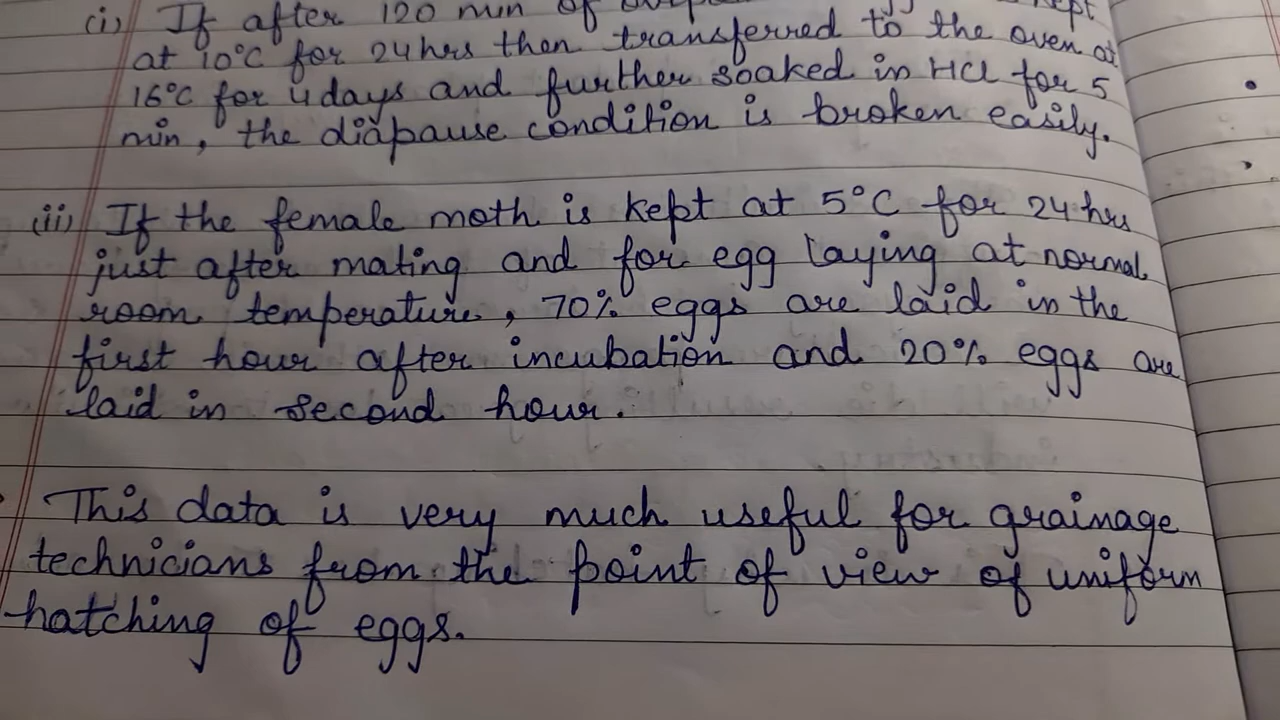 (i) If after 120 min of
at 10°C for 24hrs then transferred to the oven at
16°C for 4days and further soaked in HCl for 5
min, the diapause condition is broken easily.
(ii) If the female moth is kept at 5°C for 24 hrs
just after mating and for egg laying at normal
room temperature, 70% eggs are laid in the
first hour after incubation and 20% eggs are
laid in second hour.
This data is very much useful for grainage
technicians from the point of view of uniform
hatching of eggs.